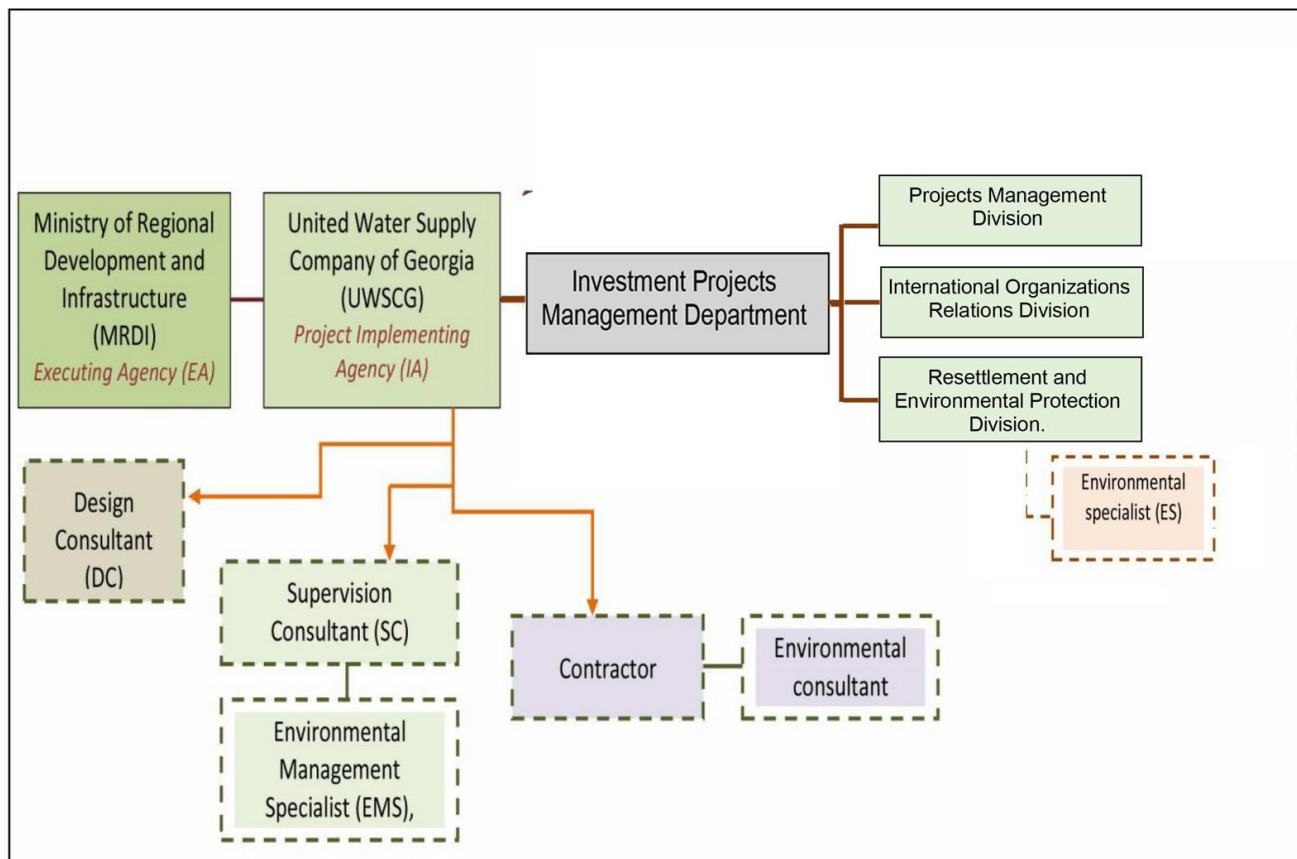 Ministry of Regional
Development and
Infrastructure
(MRDI)
Executing Agency (EA)
United Water Supply
Company of Georgia
(UWSCG)
Project Implementing
Agency (IA)
Investment Projects
Management Department
Projects Management
Division
International Organizations
Relations Division
Resettlement and
Environmental Protection
Division.
Environmental
specialist (ES)
Design
Consultant
(DC)
Supervision
Consultant (SC)
Contractor
Environmental
consultant
Environmental
Management
Specialist (EMS),